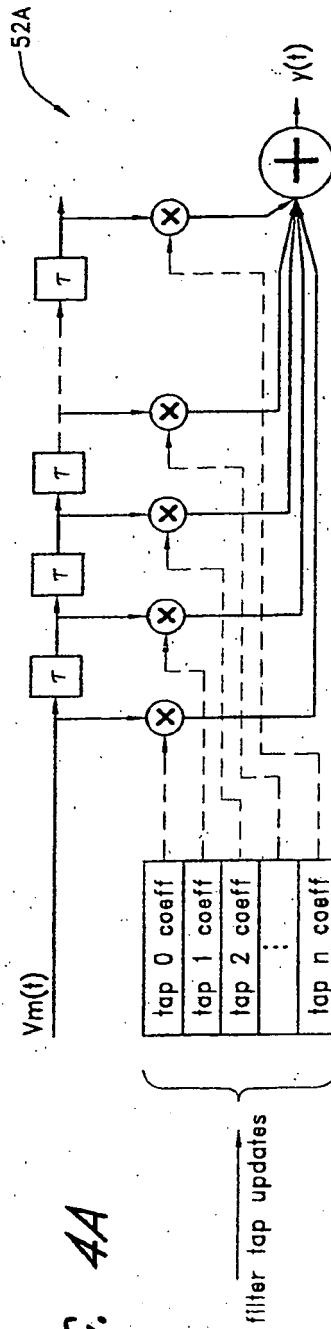 52A
Vm(t)
τ
τ
τ
τ
×
×
×
×
×
+
y(t)
tap 0 coeff
tap 1 coeff
tap 2 coeff
⋮
tap n coeff
filter tap updates
4A